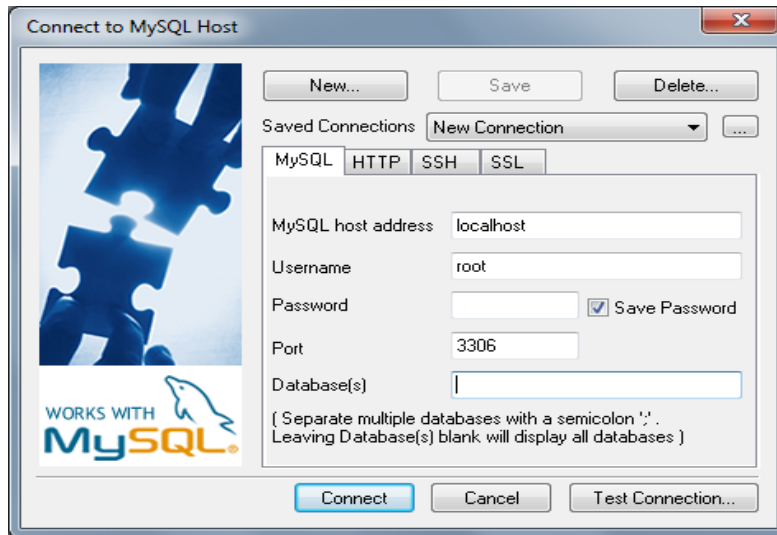 Connect to MySQL Host
New...
Save
Delete...
Saved Connections New Connection ...
MySQL HTTP SSH SSL
MySQL host address localhost
Username root
Password Save Password
Port 3306
Database(s)
( Separate multiple databases with a semicolon ';' .
Leaving Database(s) blank will display all databases )
WORKS WITH
MySQL®
Connect Cancel Test Connection...